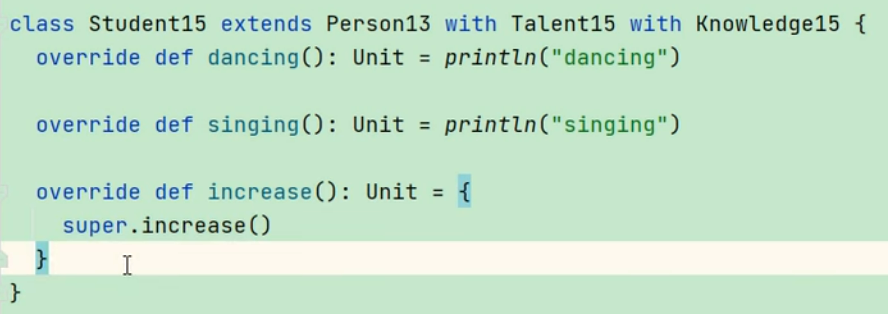 class Student15 extends Person13 with Talent15 with Knowledge15 {
  override def dancing(): Unit = println("dancing")
  override def singing(): Unit = println("singing")
  override def increase(): Unit = {
    super.increase()
  }
}